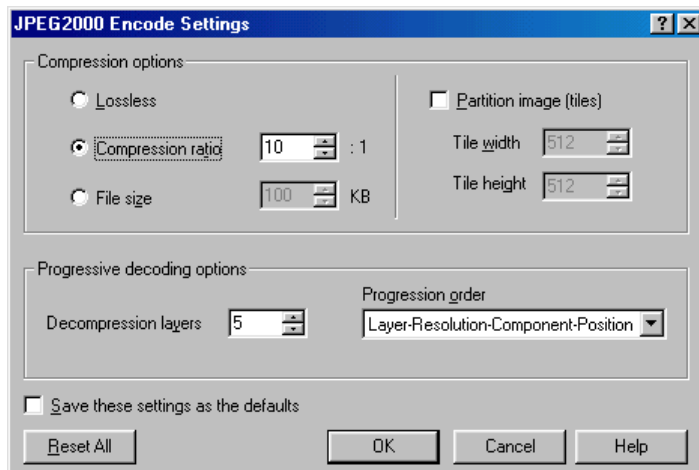 JPEG2000 Encode Settings
Compression options
Lossless
Compression ratio 10 : 1
File size 100 KB
Partition image (tiles)
Tile width 512
Tile height 512
Progressive decoding options
Decompression layers 5
Progression order
Layer-Resolution-Component-Position
Save these settings as the defaults
Reset All OK Cancel Help